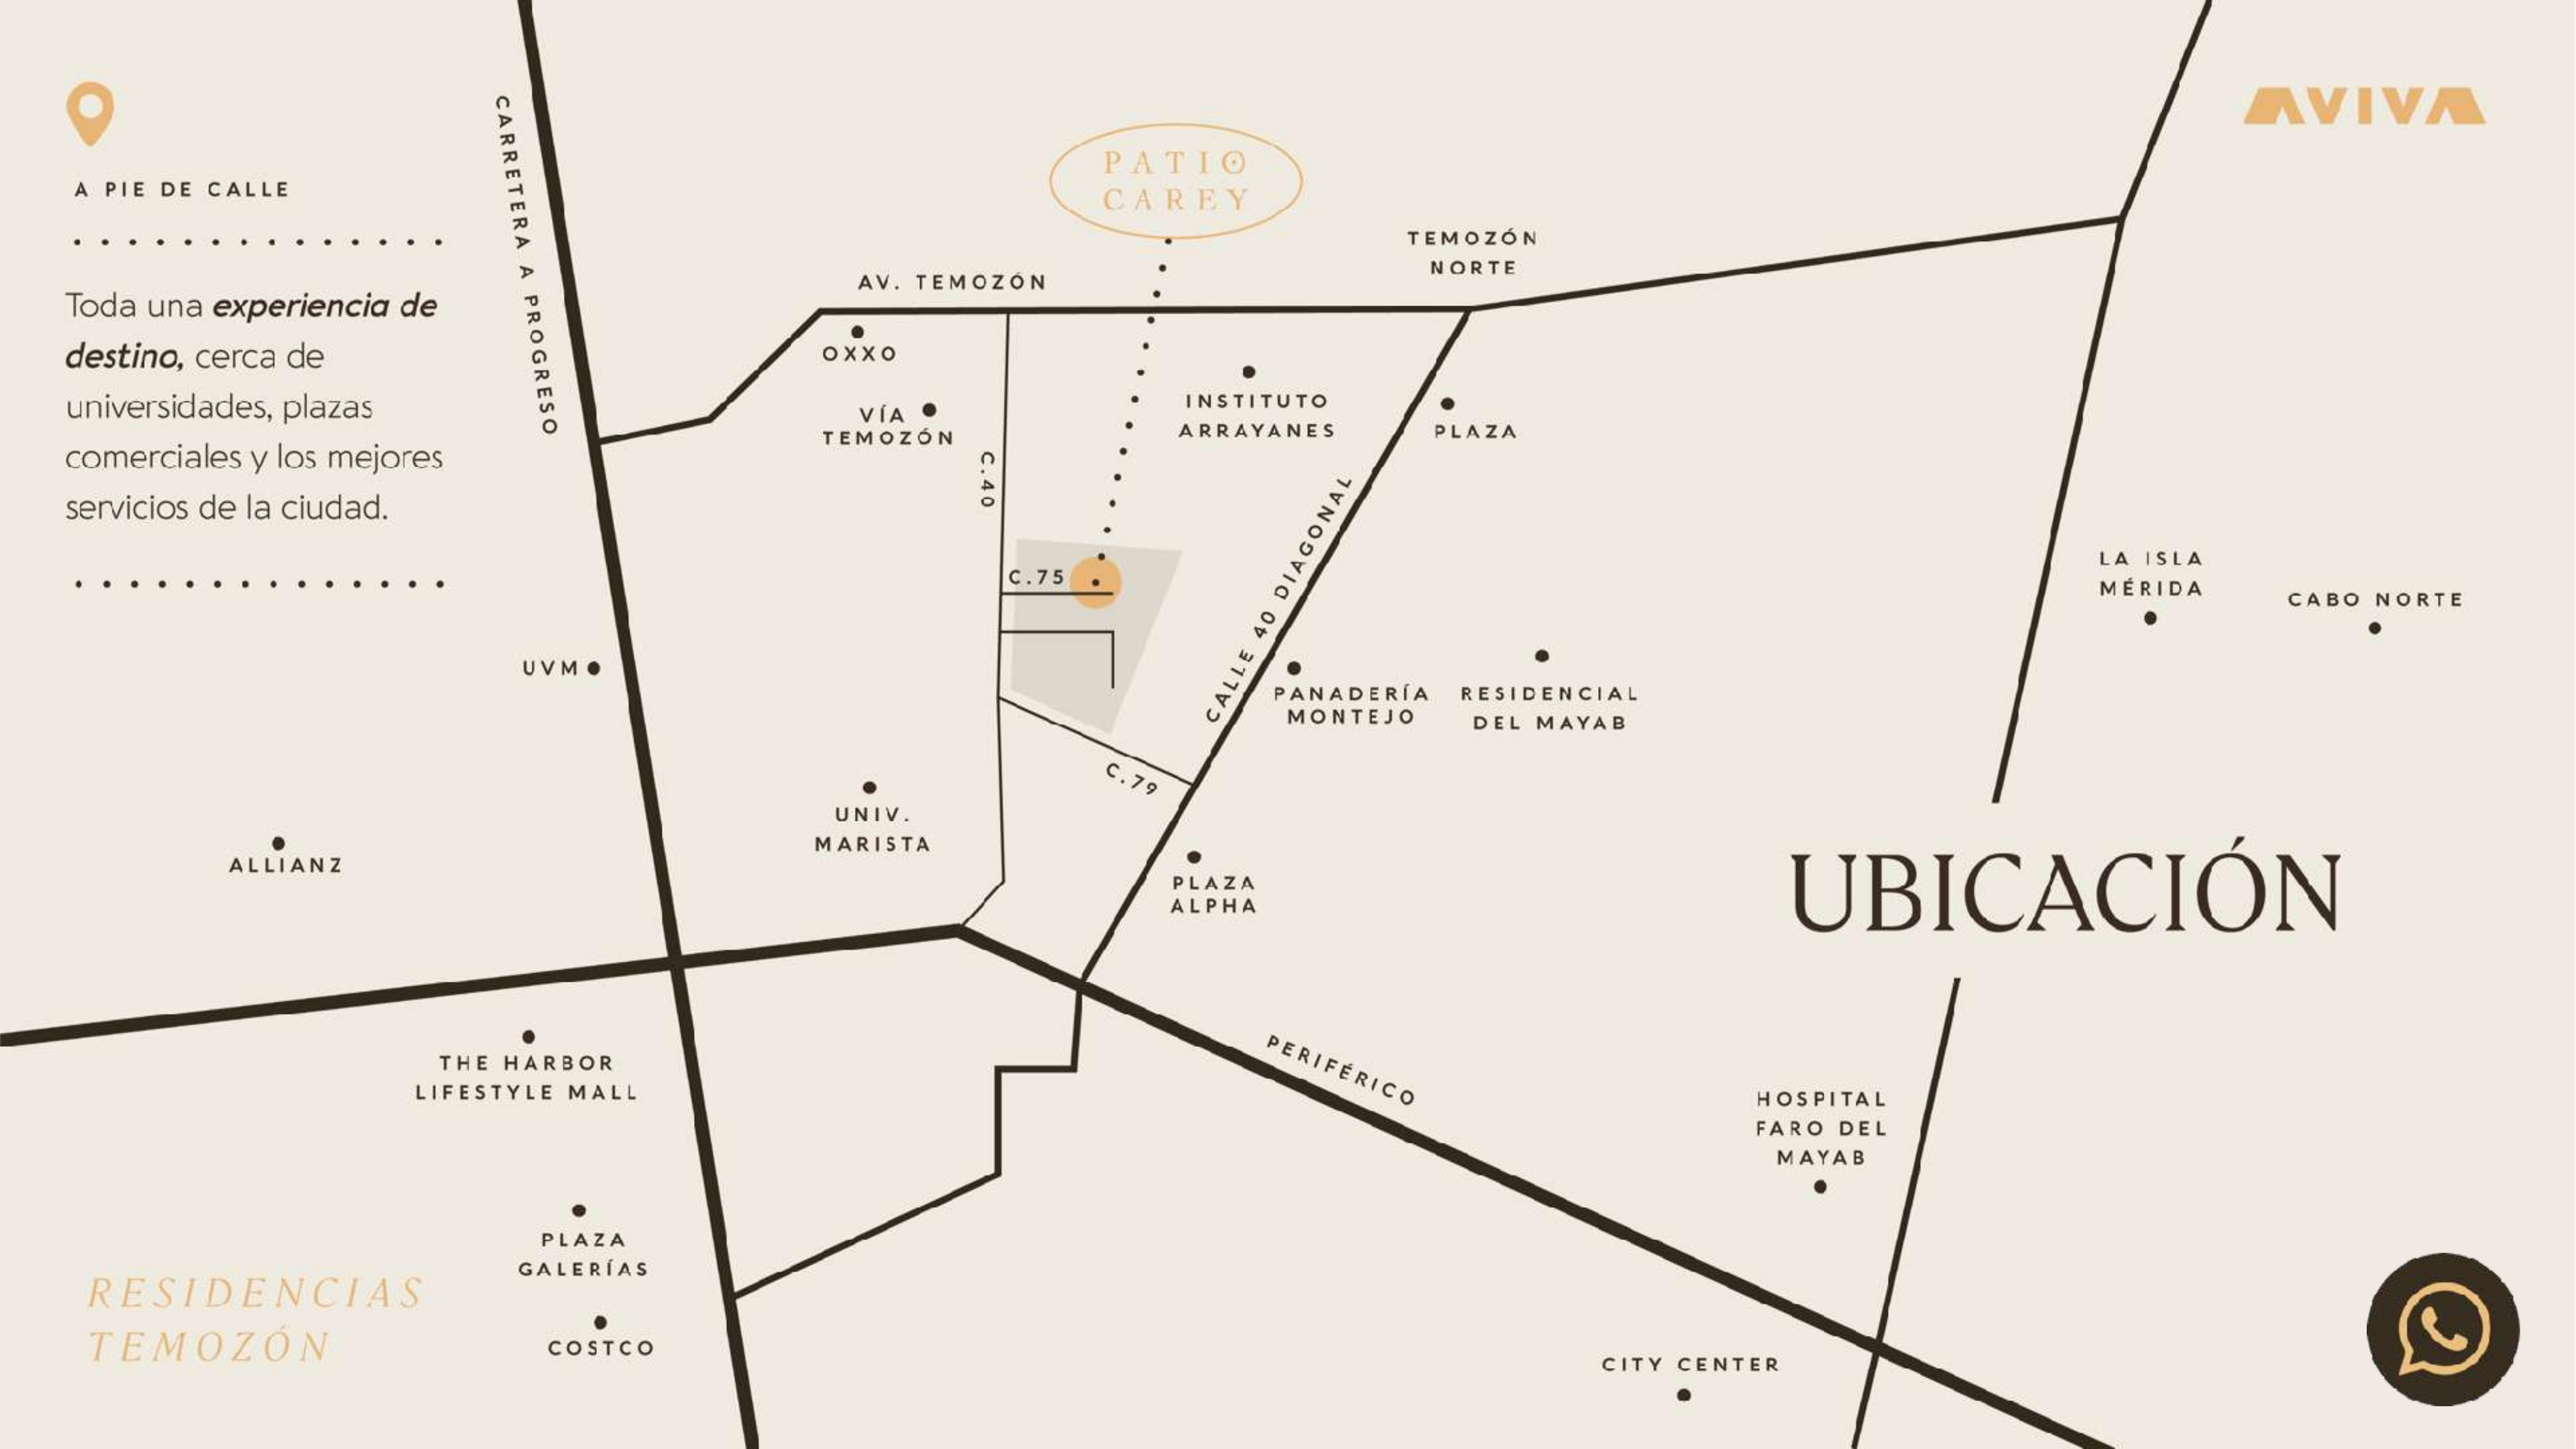 A PIE DE CALLE
Toda una experiencia de
destino, cerca de
universidades, plazas
comerciales y los mejores
servicios de la ciudad.
CARRETERA A PROGRESO
PATIO
CAREY
AVIVA
AV. TEMOZÓN
TEMOZÓN
NORTE
OXXO
VÍA
TEMOZÓN
C.40
INSTITUTO
ARRAYANES
PLAZA
CALLE 40 DIAGONAL
C.75
LA ISLA
MÉRIDA
CABO NORTE
UVM
PANADERÍA
MONTEJO
RESIDENCIAL
DEL MAYAB
C.79
UNIV.
MARISTA
ALLIANZ
PLAZA
ALPHA
UBICACIÓN
THE HARBOR
LIFESTYLE MALL
PERIFÉRICO
HOSPITAL
FARO DEL
MAYAB
PLAZA
GALERÍAS
COSTCO
CITY CENTER
RESIDENCIAS
TEMOZÓN